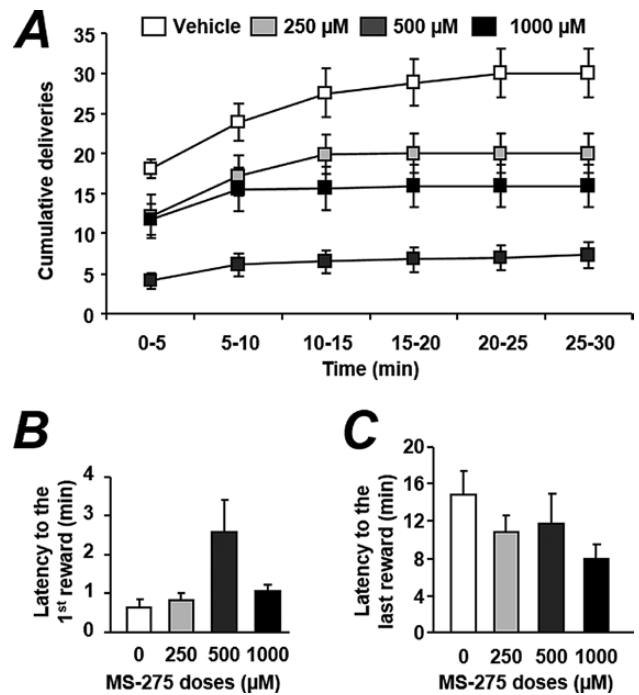 A
Vehicle 250 µM 500 µM 1000 µM
Cumulative deliveries
35
30
25
20
15
10
5
0
0-5 5-10 10-15 15-20 20-25 25-30
Time (min)
B
Latency to the
1st reward (min)
4
3
2
1
0
0 250 500 1000
MS-275 doses (µM)
C
Latency to the
last reward (min)
20
16
12
8
4
0
0 250 500 1000
MS-275 doses (µM)